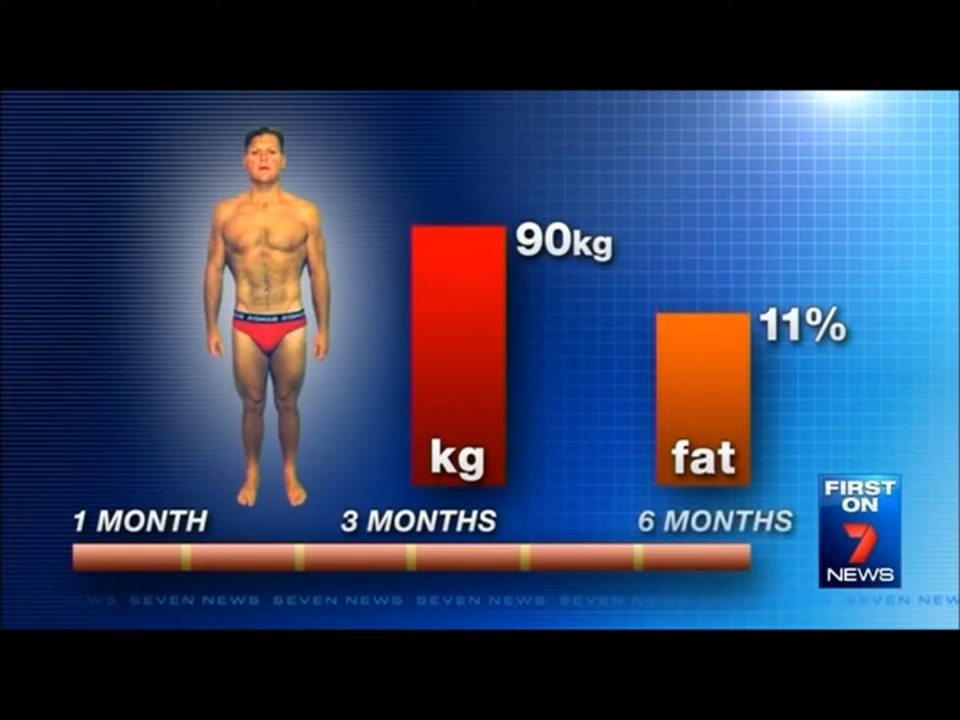 90kg
11%
kg
fat
1 MONTH
3 MONTHS
6 MONTHS
FIRST
ON
7
NEWS
SEVEN NEWS SEVEN NEWS SEVEN NEWS SEVEN NEWS SEVEN